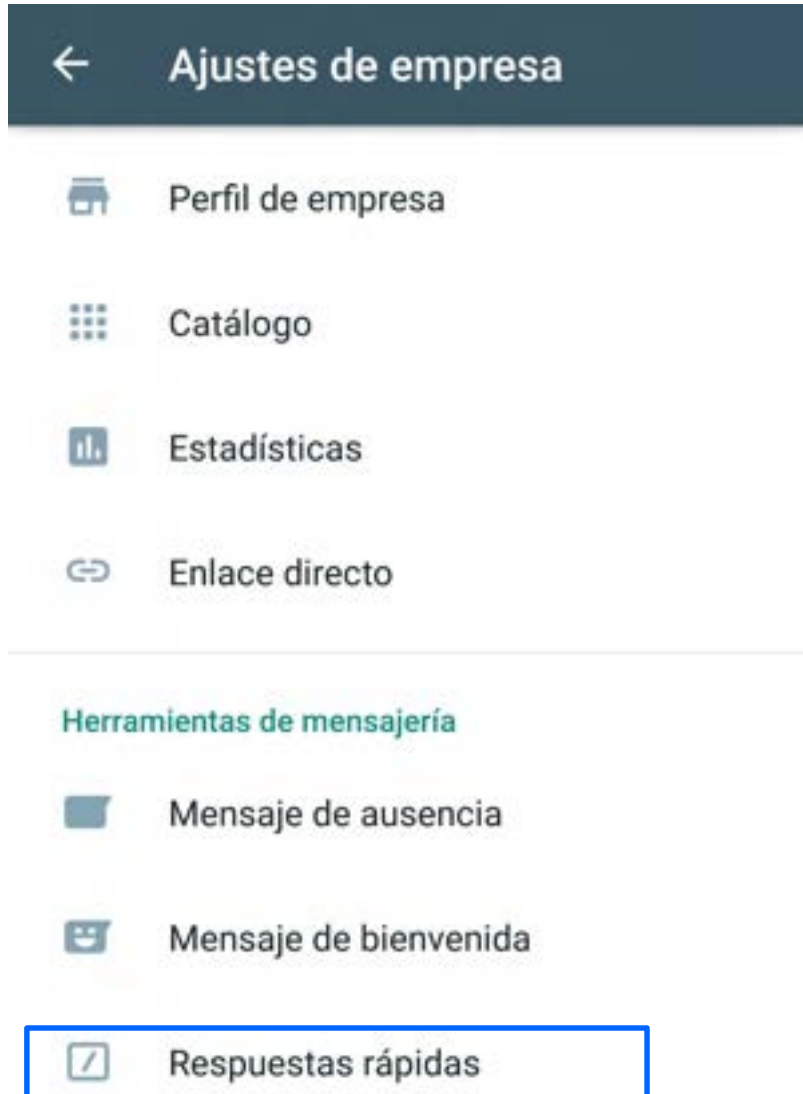 Ajustes de empresa
Perfil de empresa
Catálogo
Estadísticas
Enlace directo
Herramientas de mensajería
Mensaje de ausencia
Mensaje de bienvenida
Respuestas rápidas